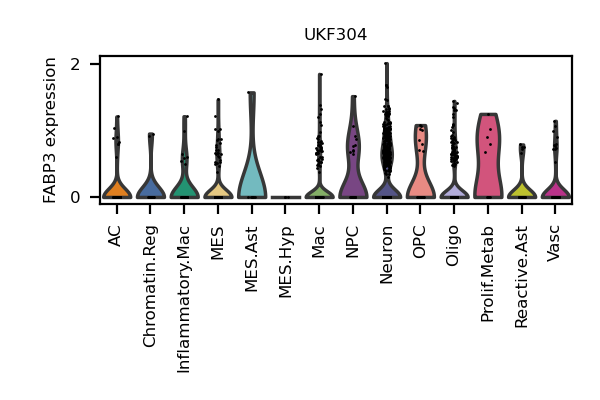 UKF304
FABP3 expression
2
0
AC
Chromatin.Reg
Inflammatory.Mac
MES
MES.Ast
MES.Hyp
Mac
NPC
Neuron
OPC
Oligo
Prolif.Metab
Reactive.Ast
Vasc